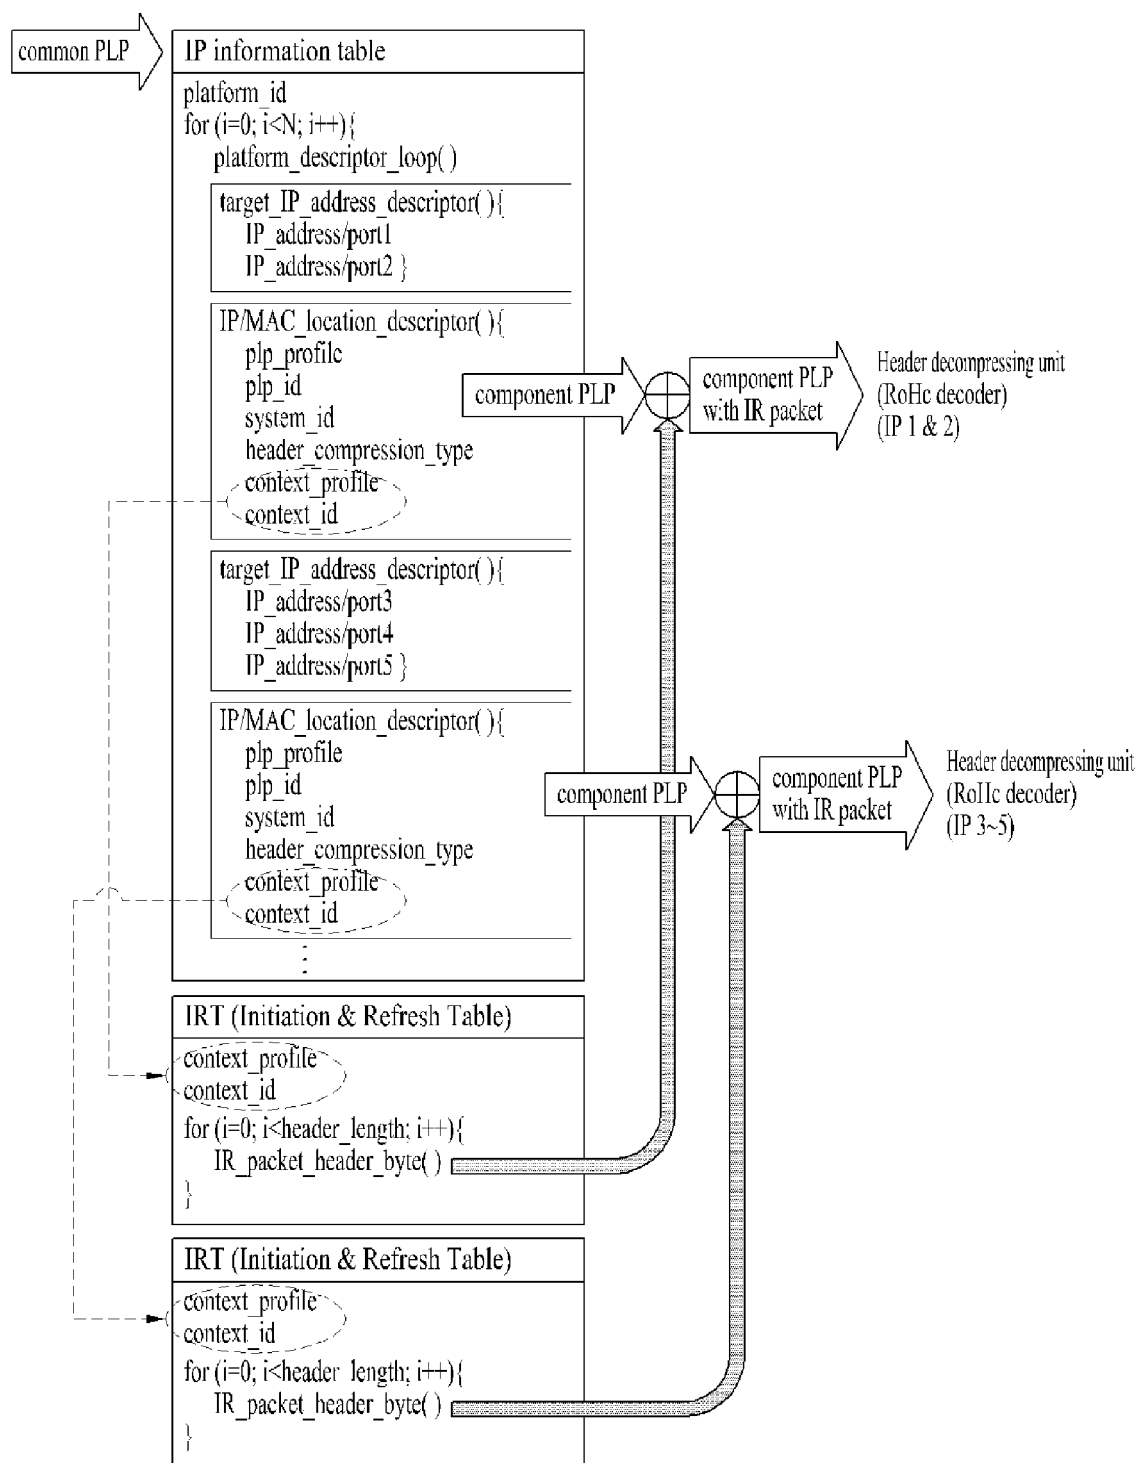 common PLP
IP information table
platform_id
for (i=0; i<N; i++){
platform_descriptor_loop( )
target_IP_address_descriptor( ){
IP_address/port1
IP_address/port2 }
IP/MAC_location_descriptor( ){
plp_profile
plp_id
system_id
header_compression_type
context_profile
context_id
component PLP
component PLP
with IR packet
Header decompressing unit
(RoHc decoder)
(IP 1 & 2)
target_IP_address_descriptor( ){
IP_address/port3
IP_address/port4
IP_address/port5 }
IP/MAC_location_descriptor( ){
plp_profile
plp_id
system_id
header_compression_type
context_profile
context_id
component PLP
component PLP
with IR packet
Header decompressing unit
(RoHc decoder)
(IP 3~5)
⋮
IRT (Initiation & Refresh Table)
context_profile
context_id
for (i=0; i<header_length; i++){
IR_packet_header_byte( )
}
IRT (Initiation & Refresh Table)
context_profile
context_id
for (i=0; i<header_length; i++){
IR_packet_header_byte( )
}